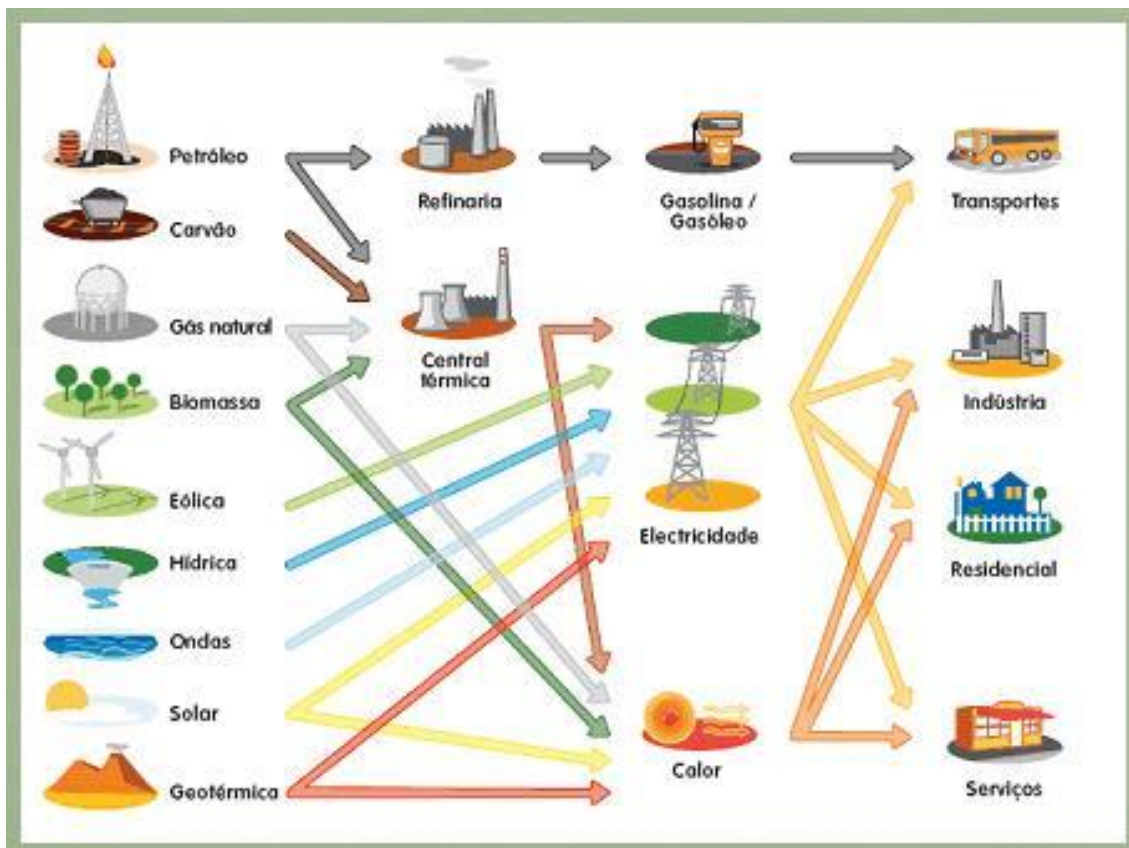 Petróleo
Refinaria
Gasolina /
Gasóleo
Transportes
Carvão
Gás natural
Central
térmica
Indústria
Biomassa
Eólica
Electricidade
Hídrica
Residencial
Ondas
Solar
Calor
Geotérmica
Serviços